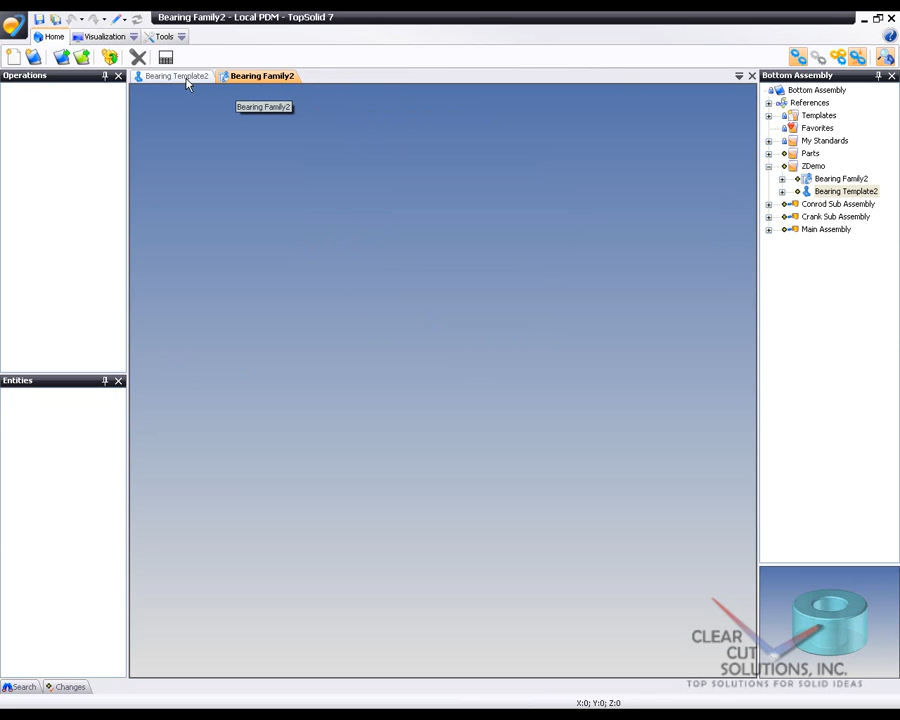 Bearing Family2 - Local PDM - TopSolid 7
Home
Visualization
Tools
Operations
Bearing Template2
Bearing Family2
Bottom Assembly
Bearing Family2
Bottom Assembly
References
Templates
Favorites
My Standards
Parts
ZDemo
Bearing Family2
Bearing Template2
Conrod Sub Assembly
Crank Sub Assembly
Main Assembly
Entities
CLEAR
CUT
SOLUTIONS, INC.
TOP SOLUTIONS FOR SOLID IDEAS
Search
Changes
X:0; Y:0; Z:0